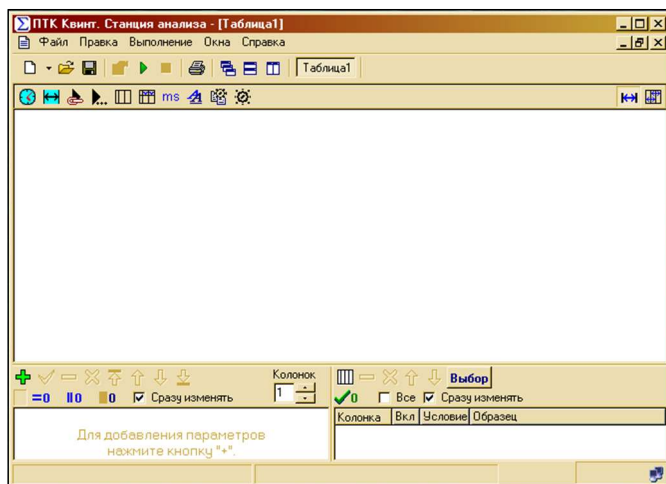 ПТК Квинт. Станция анализа - [Таблица1]
Файл Правка Выполнение Окна Справка
Таблица1
ms
Колонок
Выбор
=0 0 0 Сразу изменять 1
0 Все Сразу изменять
Колонка Вкл Условие Образец
Для добавления параметров
нажмите кнопку "+".